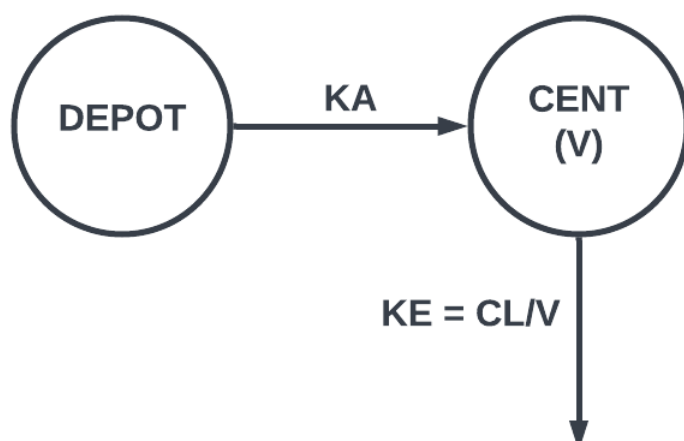 DEPOT
KA
CENT
(V)
KE = CL/V